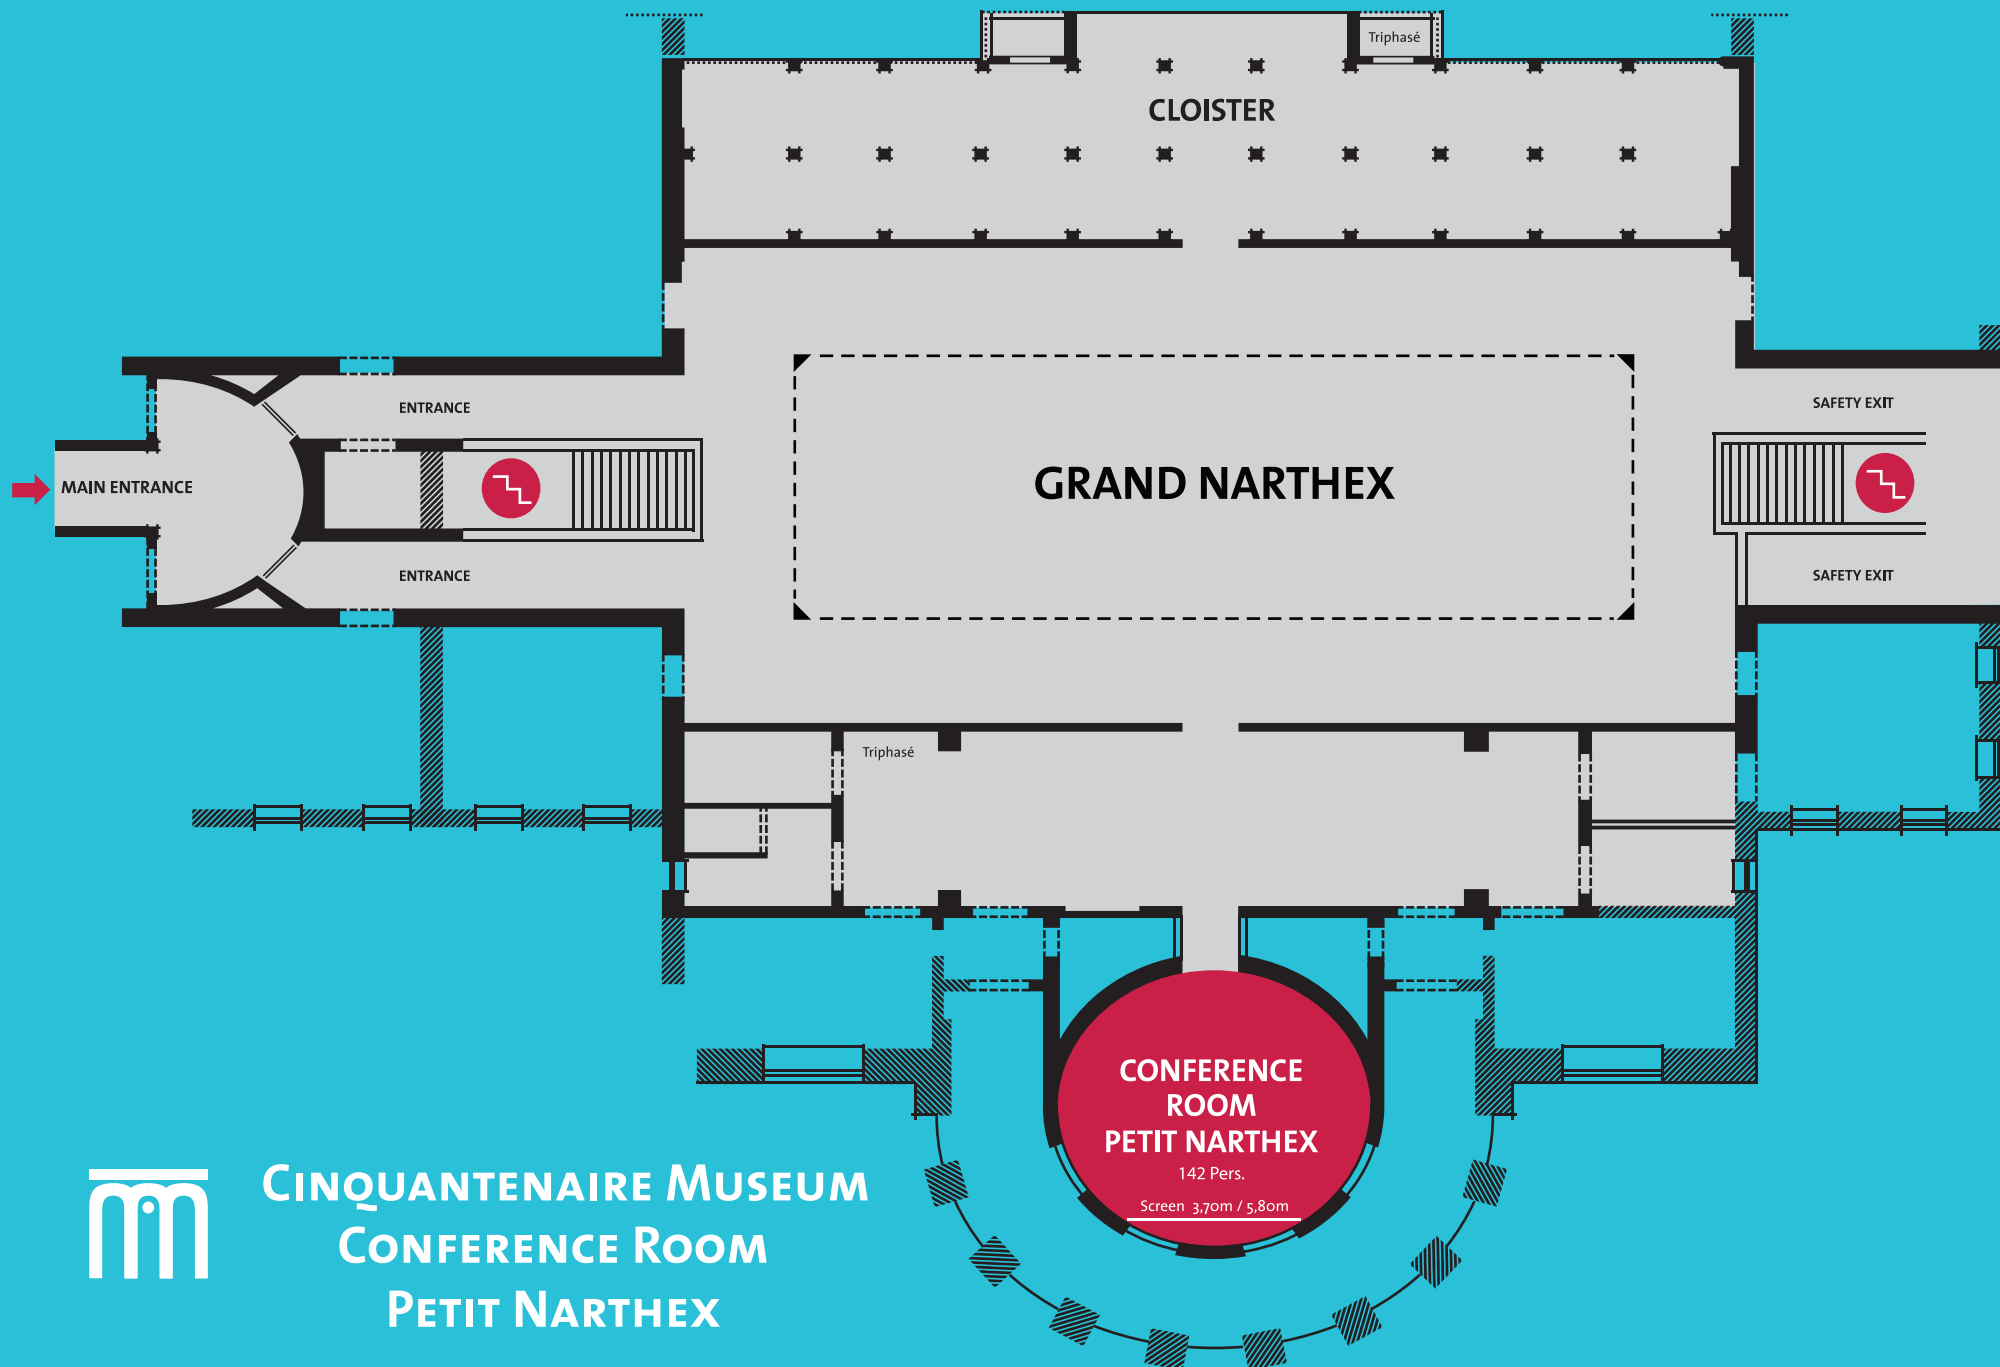 Triphasé
CLOISTER
ENTRANCE
SAFETY EXIT
MAIN ENTRANCE
GRAND NARTHEX
ENTRANCE
SAFETY EXIT
Triphasé
CONFERENCE
ROOM
PETIT NARTHEX
142 Pers.
Screen 3,70m / 5,80m
Cinquantenaire Museum
Conference Room
Petit Narthex